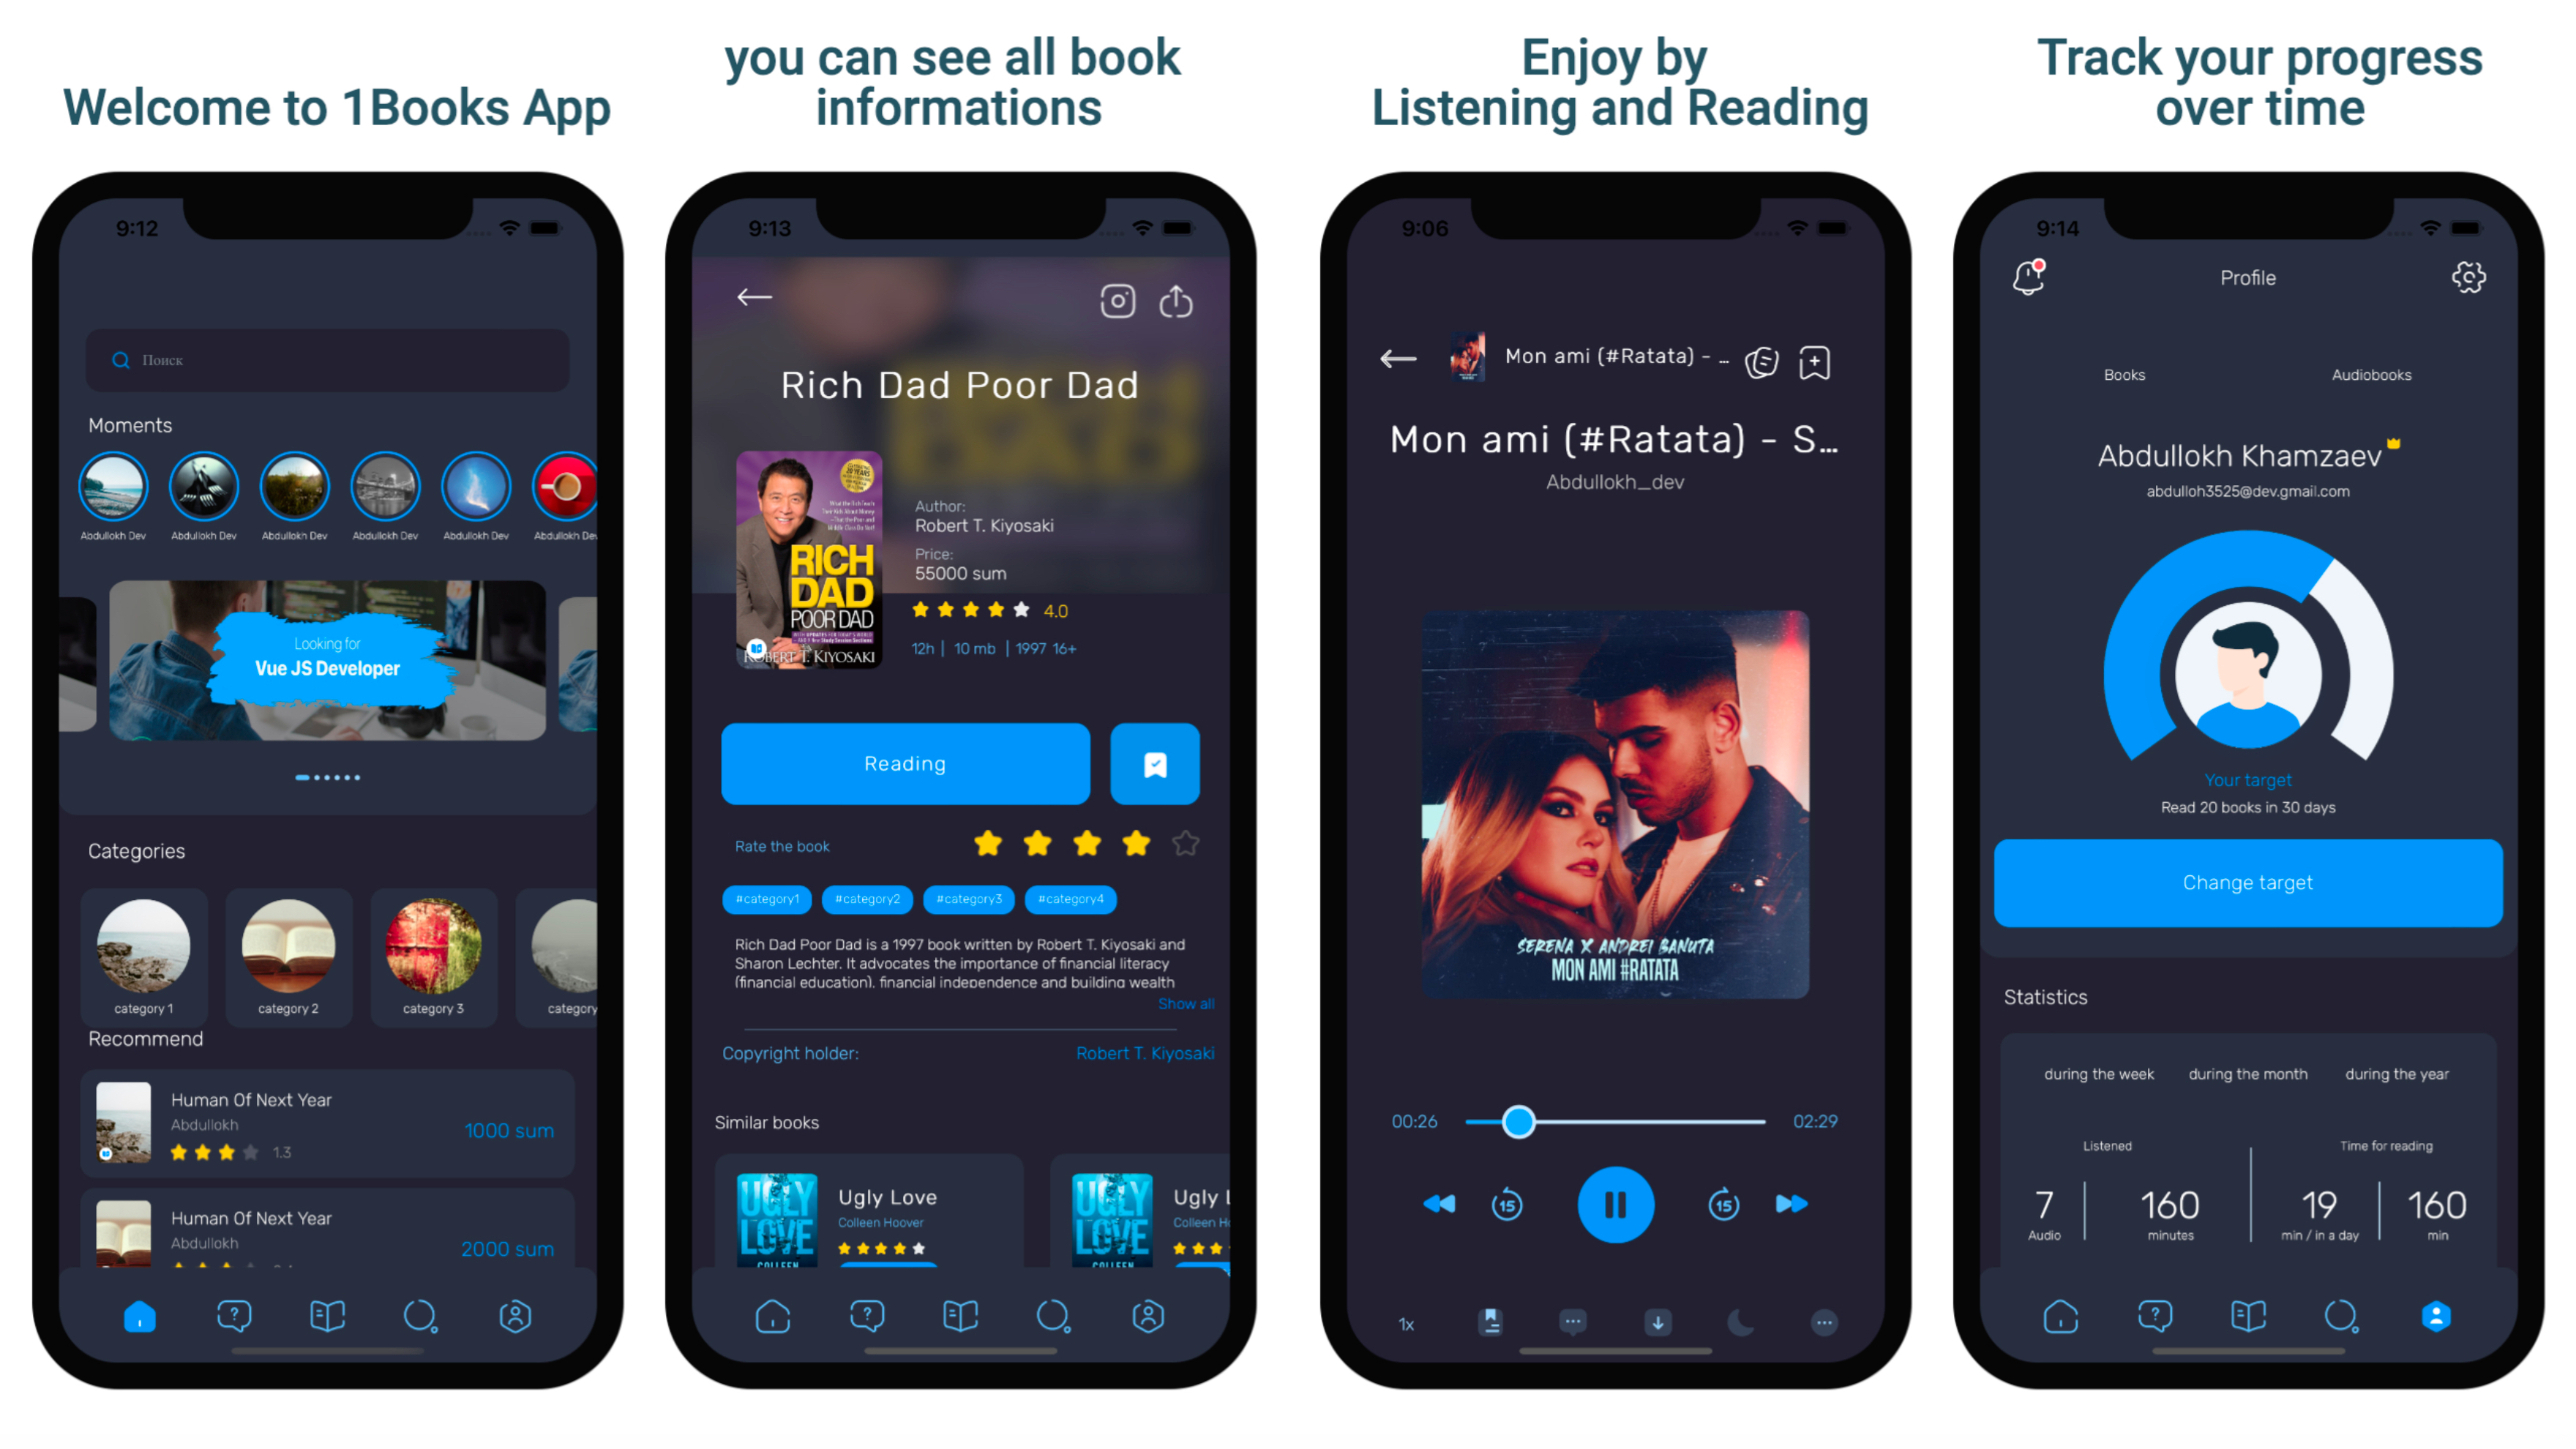 Welcome to 1Books App
9:12
Поиск
Moments
Abdullokh Dev
Abdullokh Dev
Abdullokh Dev
Abdullokh Dev
Abdullokh Dev
Abdullokh De
Looking for
Vue JS Developer
Categories
category 1
category 2
category 3
category
Recommend
Human Of Next Year
Abdullokh
1.3
1000 sum
Human Of Next Year
Abdullokh
2000 sum
you can see all book
informations
9:13
Rich Dad Poor Dad
RICH
DAD
POOR DAD
ROBERT T. KIYOSAKI
Author:
Robert T. Kiyosaki
Price:
55000 sum
4.0
12h | 10 mb | 1997 16+
Reading
Rate the book
#category1
#category2
#category3
#category4
Rich Dad Poor Dad is a 1997 book written by Robert T. Kiyosaki and
Sharon Lechter. It advocates the importance of financial literacy
(financial education), financial independence and building wealth
Show all
Copyright holder:
Robert T. Kiyosaki
Similar books
UGLY
LOVE
COLLEEN
Ugly Love
Colleen Hoover
UGLY
LOVE
COLLEEN
Ugly L
Colleen H
Enjoy by
Listening and Reading
9:06
Mon ami (#Ratata) - ...
Mon ami (#Ratata) - S...
Abdullokh_dev
SERENA X ANDREI BANUTA
MON AMI #RATATA
00:26
02:29
15
15
1x
Track your progress
over time
9:14
Profile
Books
Audiobooks
Abdullokh Khamzaev
abdulloh3525@dev.gmail.com
Your target
Read 20 books in 30 days
Change target
Statistics
during the week
during the month
during the year
Listened
Time for reading
7
Audio
160
minutes
19
min / in a day
160
min